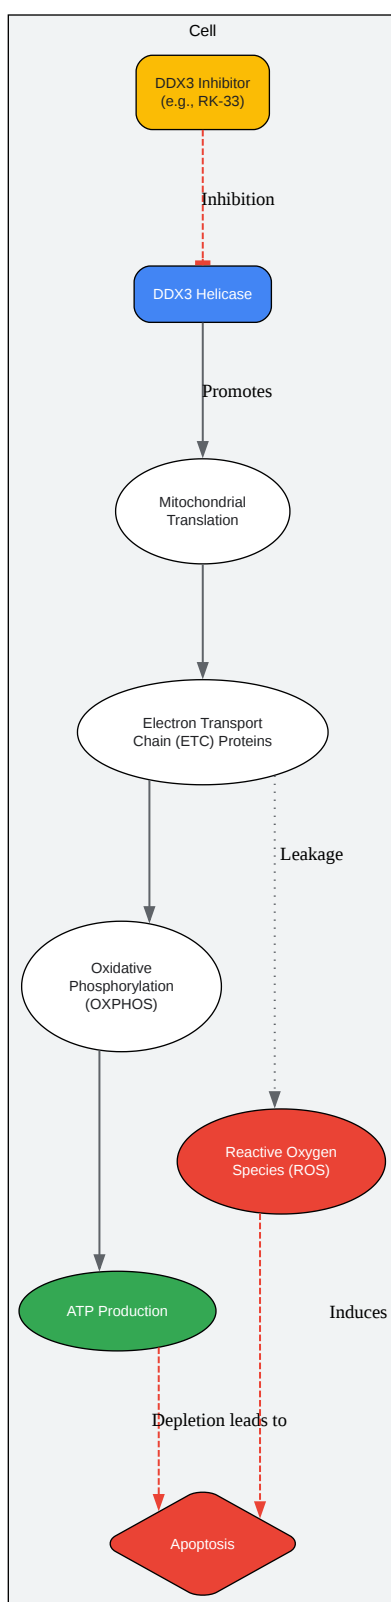 Cell
DDX3 Inhibitor
(e.g., RK-33)
Inhibition
DDX3 Helicase
Promotes
Mitochondrial
Translation
Electron Transport
Chain (ETC) Proteins
Leakage
Oxidative
Phosphorylation
(OXPHOS)
Reactive Oxygen
Species (ROS)
ATP Production
Induces
Depletion leads to
Apoptosis